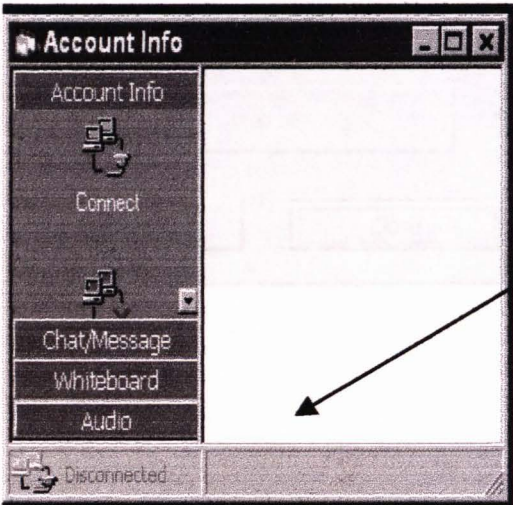 Account Info
Account Info
Connect
Chat/Message
Whiteboard
Audio
Disconnected